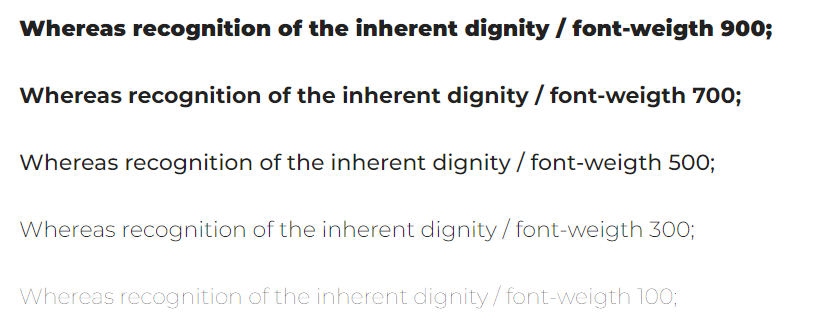 Whereas recognition of the inherent dignity / font-weigth 900;
Whereas recognition of the inherent dignity / font-weigth 700;
Whereas recognition of the inherent dignity / font-weigth 500;
Whereas recognition of the inherent dignity / font-weigth 300;
Whereas recognition of the inherent dignity / font-weigth 100;